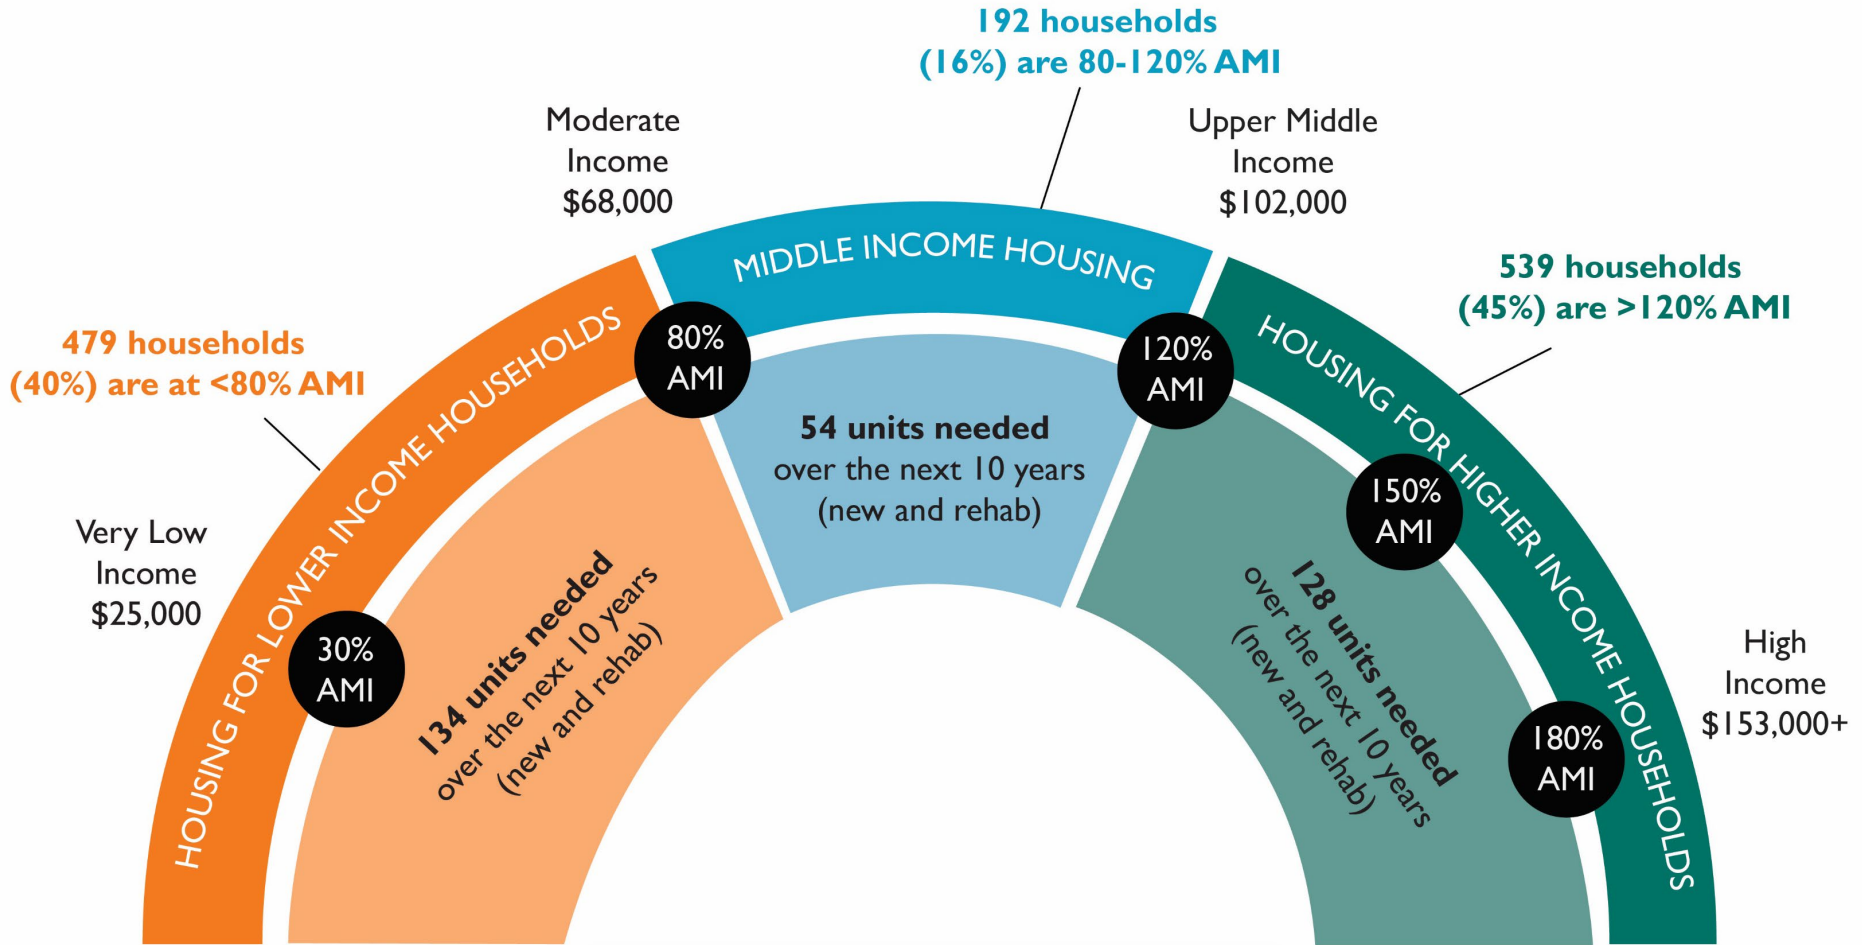 192 households
(16%) are 80-120% AMI
Moderate
Income
$68,000
Upper Middle
Income
$102,000
MIDDLE INCOME HOUSING
539 households
(45%) are >120% AMI
479 households
(40%) are at <80% AMI
HOUSING FOR LOWER INCOME HOUSEHOLDS
HOUSING FOR HIGHER INCOME HOUSEHOLDS
80%
AMI
120%
AMI
54 units needed
over the next 10 years
(new and rehab)
150%
AMI
Very Low
Income
$25,000
30%
AMI
134 units needed
over the next 10 years
(new and rehab)
128 units needed
over the next 10 years
(new and rehab)
High
Income
$153,000+
180%
AMI